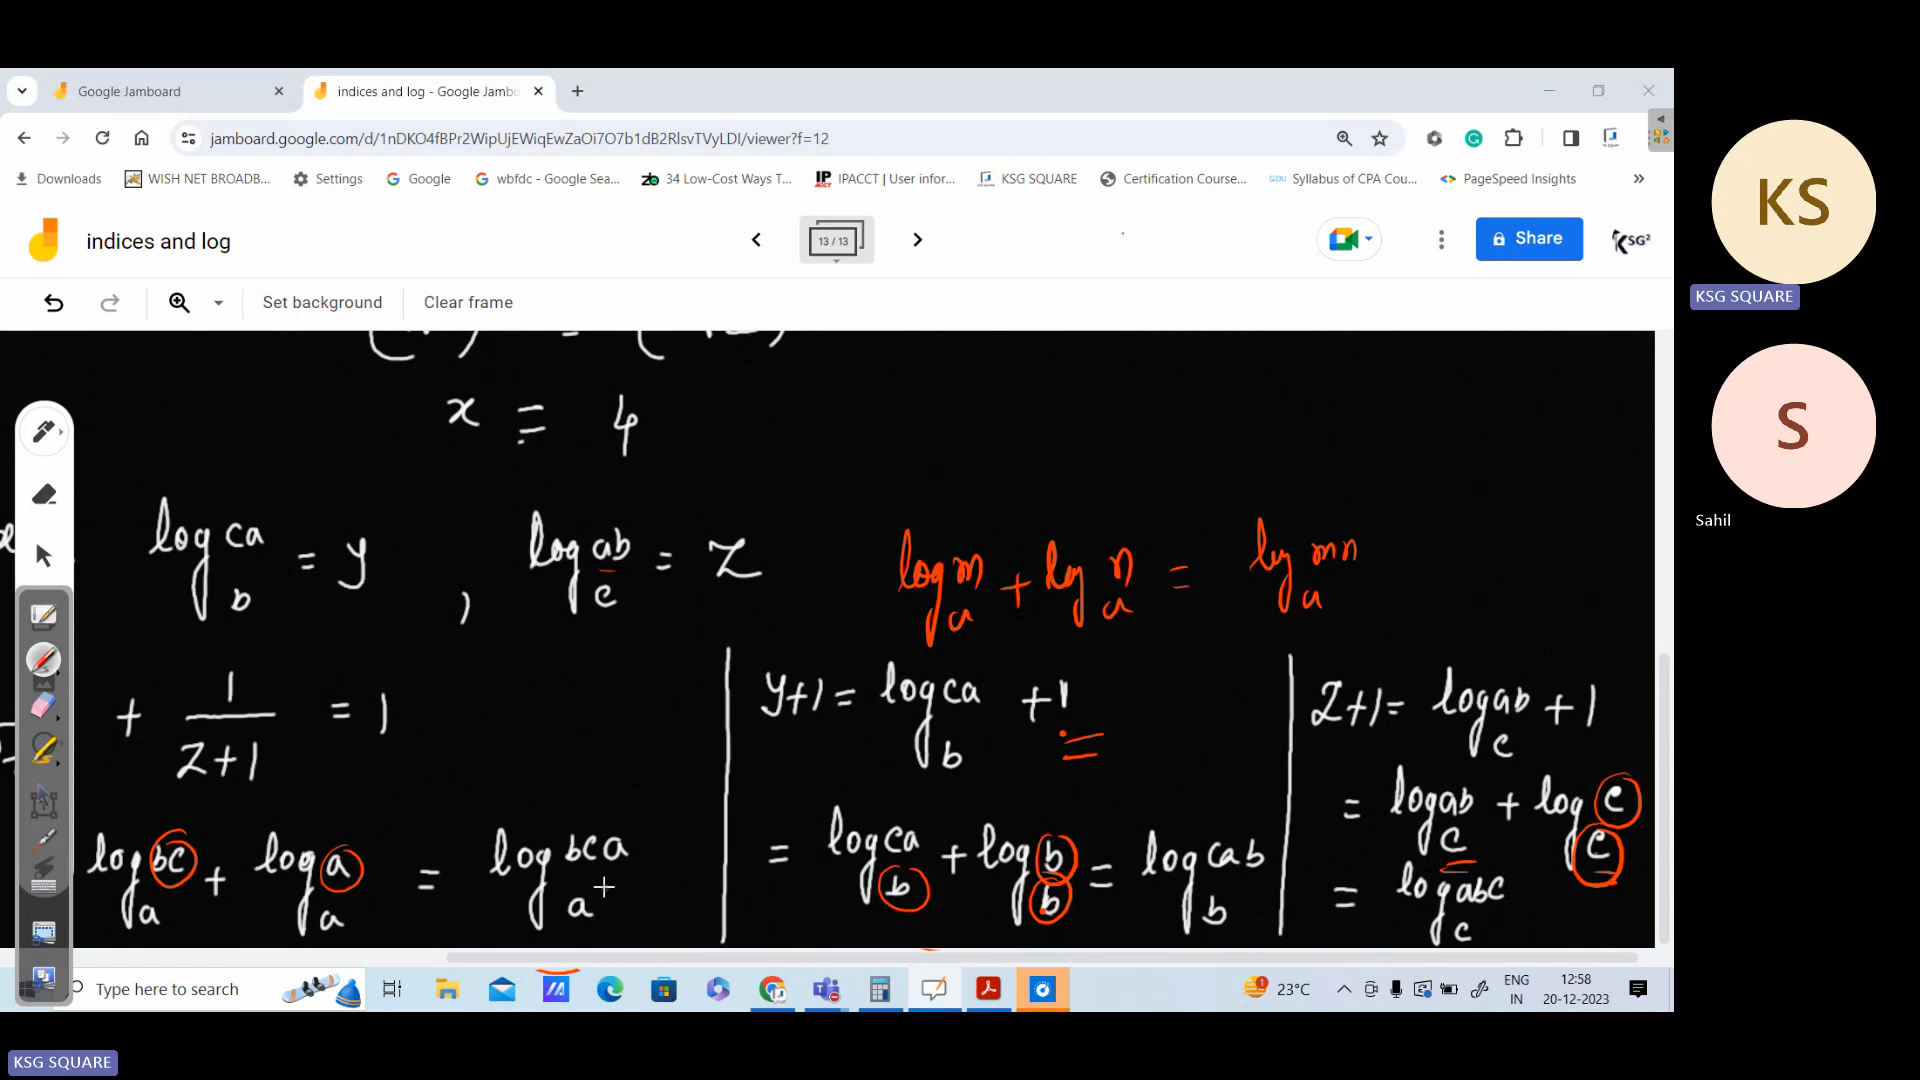 Google Jamboard
indices and log - Google Jambo
jamboard.google.com/d/1nDKO4fBPr2WipUjEWiqEwZaOi7O7b1dB2RlsvTVyLDI/viewer?f=12
Downloads WISH NET BROADB... Settings Google wbfdc - Google Sea... 34 Low-Cost Ways T... IPACCT | User infor... KSG SQUARE Certification Course... Syllabus of CPA Cou... PageSpeed Insights »
indices and log
13 / 13
Share
KSG²
Set background Clear frame
x = 4
log_b ca = y , log_c ab = z
log_a m + log_a n = log_a mn
+ 1/(z+1) = 1
y+1 = log_b ca + 1
z+1 = log_c ab + 1
= log_c ab + log_c c
log_a bc + log_a a = log_a bca
= log_b ca + log_b b = log_b cab
= log_c abc
Type here to search
23°C
ENG
IN
12:58
20-12-2023
KS
KSG SQUARE
S
Sahil
KSG SQUARE